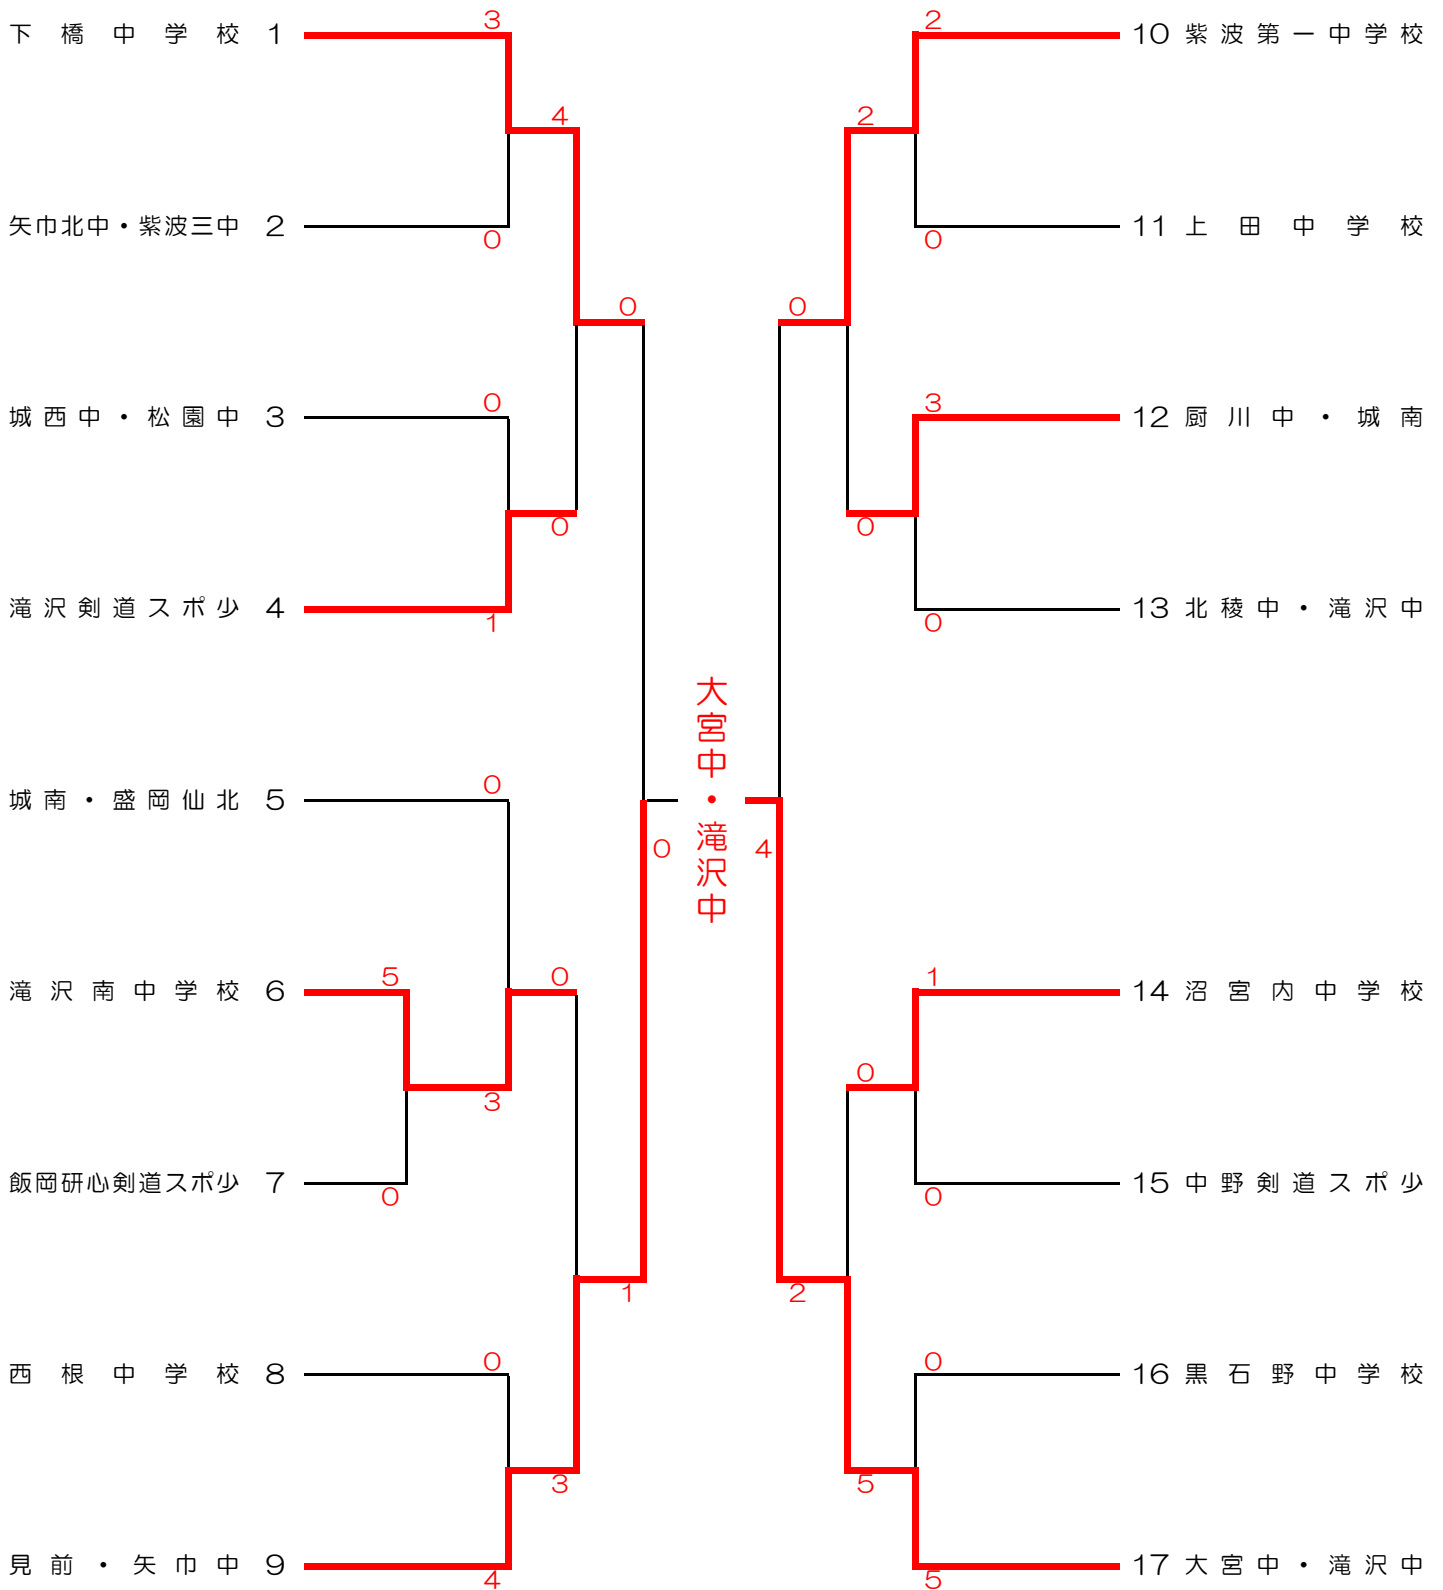 下橋中学校 1
3
2
10 紫波第一中学校
4
2
矢巾北中・紫波三中 2
0
0
11 上田中学校
0
0
城西中・松園中 3
0
3
12 厨川中・城南
0
0
滝沢剣道スポ少 4
1
0
13 北稜中・滝沢中
大宮中・滝沢中
城南・盛岡仙北 5
0
0
4
滝沢南中学校 6
5
0
1
14 沼宮内中学校
3
0
飯岡研心剣道スポ少 7
0
0
15 中野剣道スポ少
1
2
西根中学校 8
0
0
16 黒石野中学校
3
5
見前・矢巾中 9
4
5
17 大宮中・滝沢中